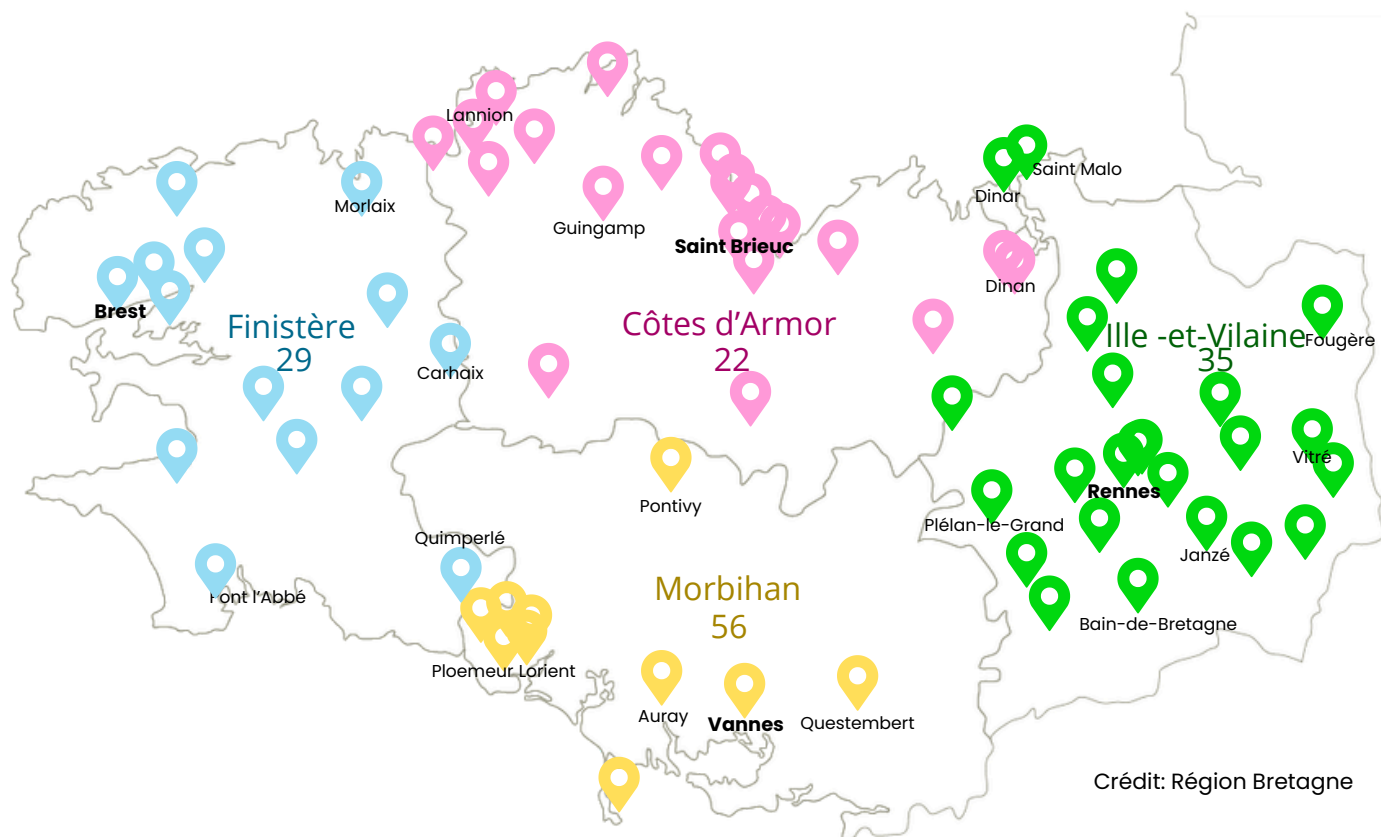 Lannion
Saint Malo
Dinar
Morlaix
Guingamp
Saint Brieuc
Dinan
Brest
Finistère
29
Côtes d’Armor
22
Ille -et-Vilaine
35
Fougère
Carhaix
Vitré
Rennes
Pontivy
Plélan-le-Grand
Quimperlé
Janzé
Pont l’Abbé
Morbihan
56
Bain-de-Bretagne
Ploemeur Lorient
Auray
Vannes
Questembert
Crédit: Région Bretagne